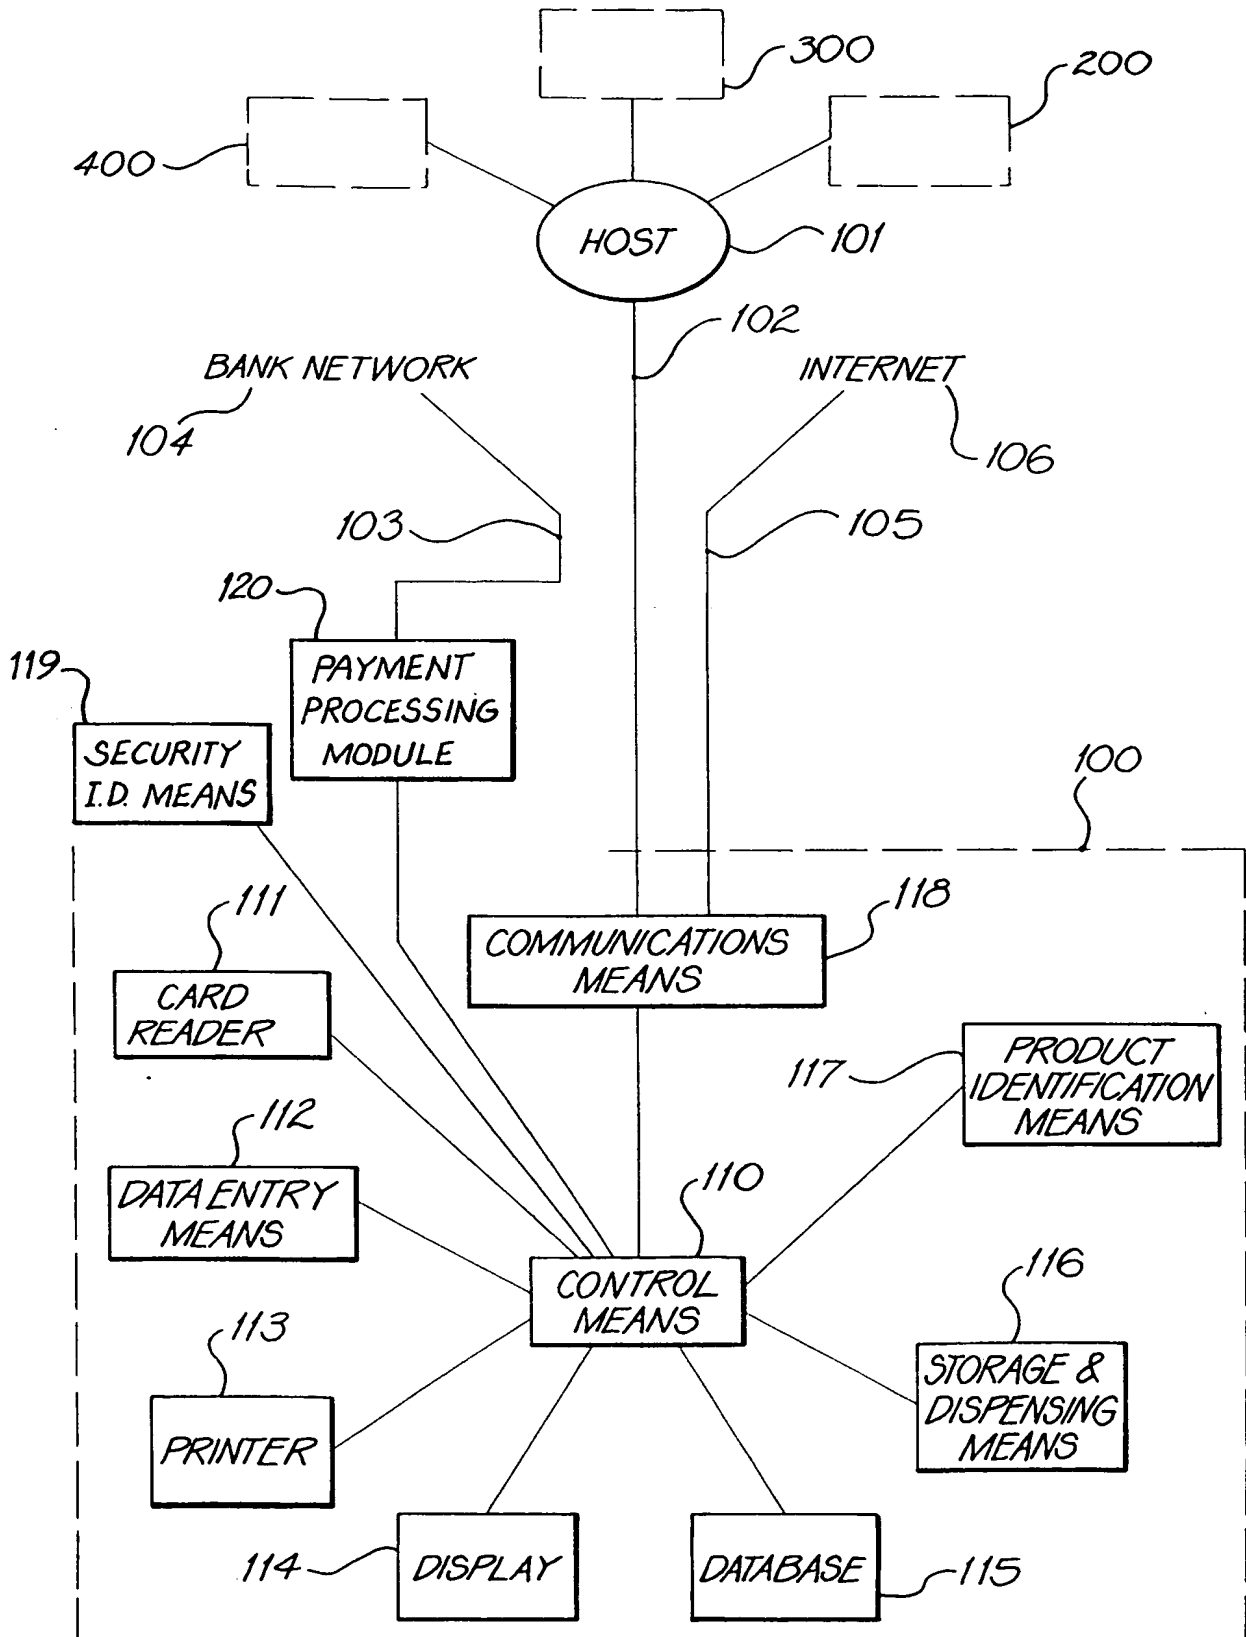 300
200
400
HOST
101
102
BANK NETWORK
INTERNET
104
106
103
105
120
119
PAYMENT
PROCESSING
MODULE
SECURITY
I.D. MEANS
100
111
118
COMMUNICATIONS
MEANS
CARD
READER
117
PRODUCT
IDENTIFICATION
MEANS
112
110
DATA ENTRY
MEANS
CONTROL
MEANS
116
113
STORAGE &
DISPENSING
MEANS
PRINTER
114
DISPLAY
DATABASE
115